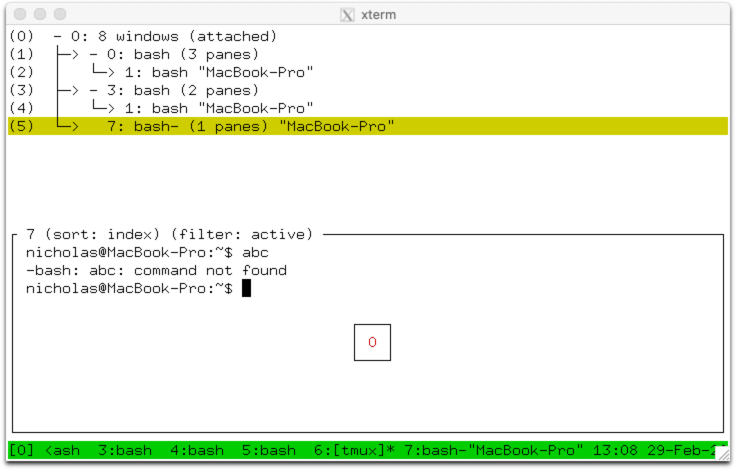 xterm
(0) - 0: 8 windows (attached)
(1) ├─> - 0: bash (3 panes)
(2) │ └─> 1: bash "MacBook-Pro"
(3) ├─> - 3: bash (2 panes)
(4) │ └─> 1: bash "MacBook-Pro"
(5) └─> 7: bash- (1 panes) "MacBook-Pro"
7 (sort: index) (filter: active)
nicholas@MacBook-Pro:~$ abc
-bash: abc: command not found
nicholas@MacBook-Pro:~$
0
[0] <ash 3:bash 4:bash 5:bash 6:[tmux]* 7:bash-"MacBook-Pro" 13:08 29-Feb-